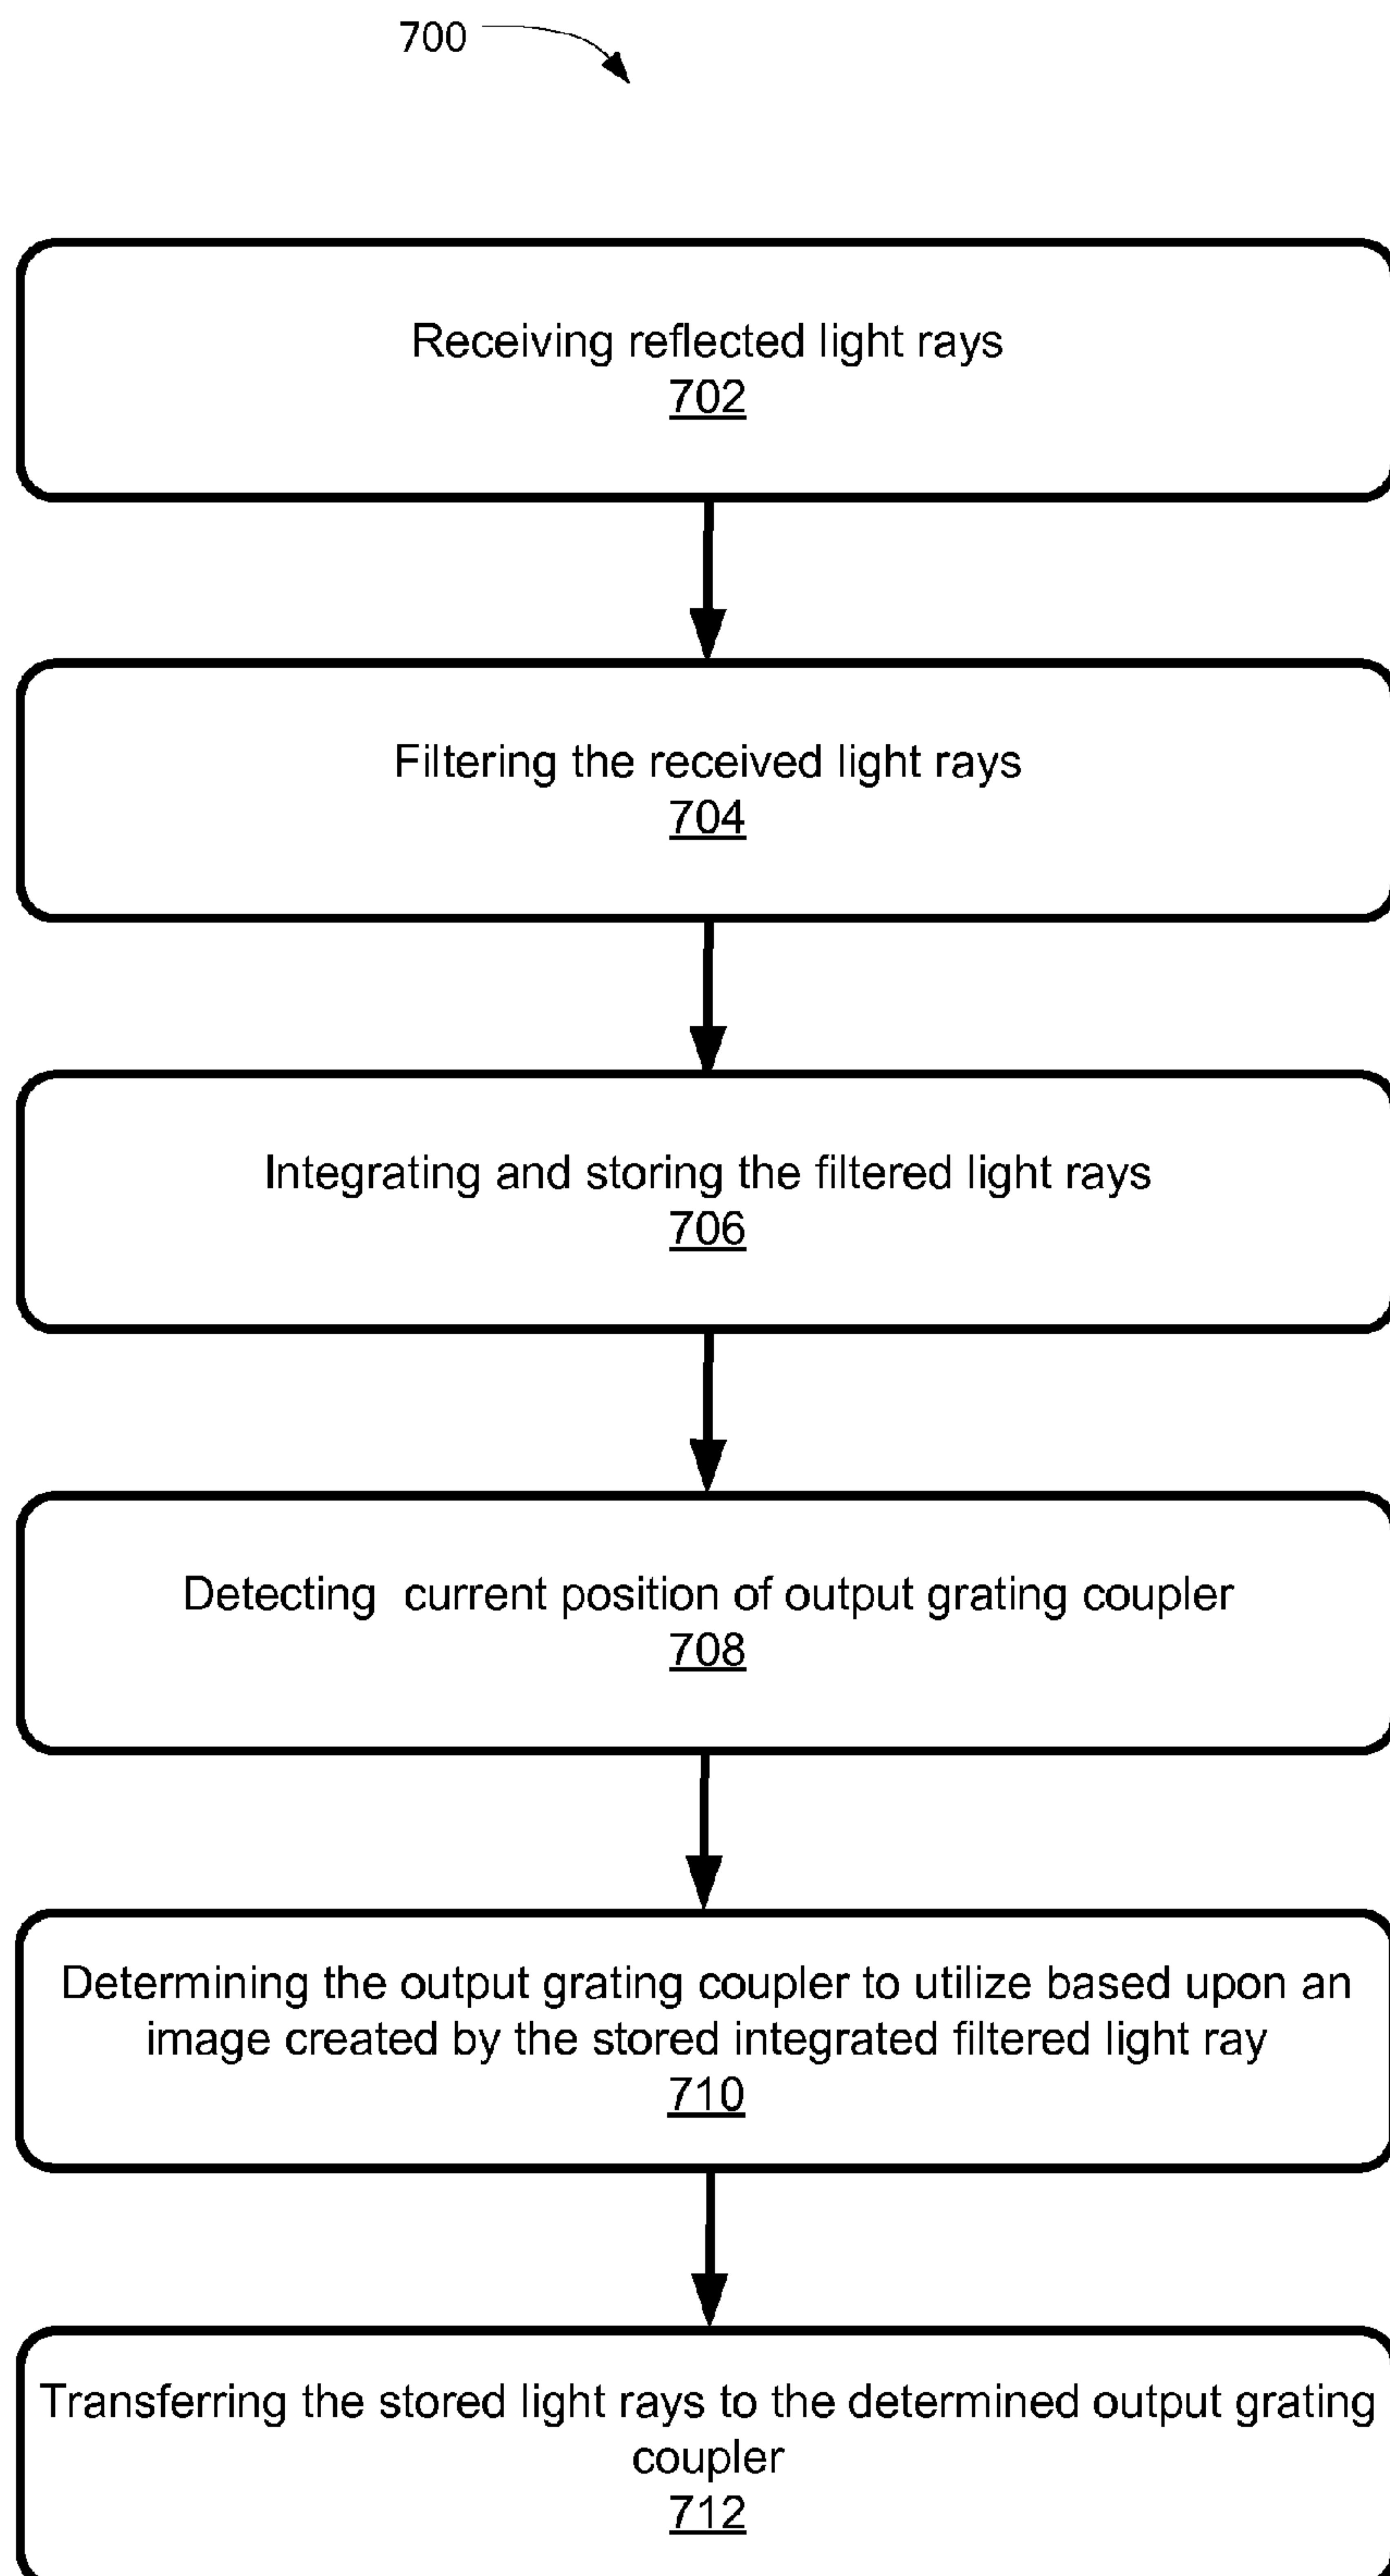 700
Receiving reflected light rays
702
Filtering the received light rays
704
Integrating and storing the filtered light rays
706
Detecting current position of output grating coupler
708
Determining the output grating coupler to utilize based upon an
image created by the stored integrated filtered light ray
710
Transferring the stored light rays to the determined output grating
coupler
712